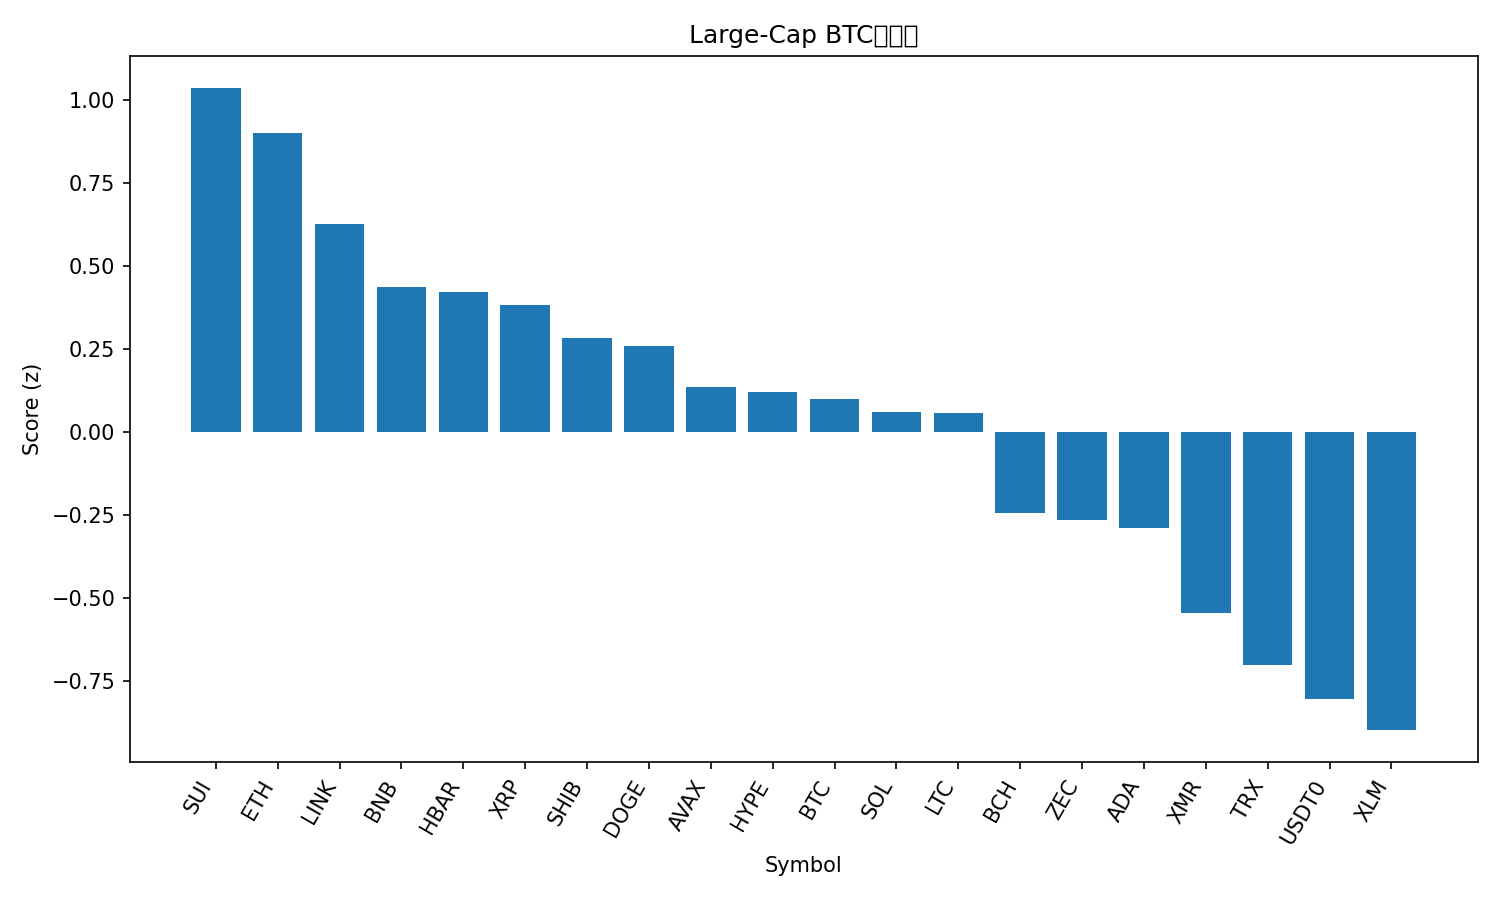 Large-Cap BTC
1.00
0.75
0.50
0.25
0.00
−0.25
−0.50
−0.75
Score (z)
SUI
ETH
LINK
BNB
HBAR
XRP
SHIB
DOGE
AVAX
HYPE
BTC
SOL
LTC
BCH
ZEC
ADA
XMR
TRX
USDT0
XLM
Symbol